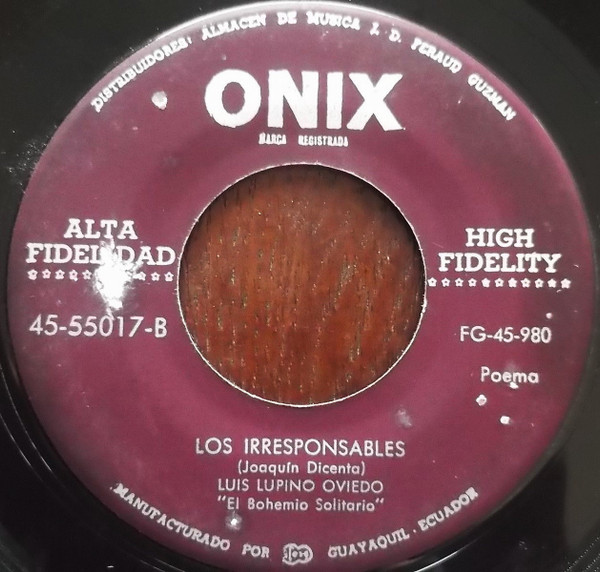 DISTRIBUIDORES: ALMACEN DE MUSICA J. D. FERAUD GUZMAN
ONIX
MARCA REGISTRADA
ALTA
FIDELIDAD
HIGH
FIDELITY
45-55017-B
FG-45-980
Poema
LOS IRRESPONSABLES
(Joaquín Dicenta)
LUIS LUPINO OVIEDO
"El Bohemio Solitario"
MANUFACTURADO POR GUAYAQUIL - ECUADOR